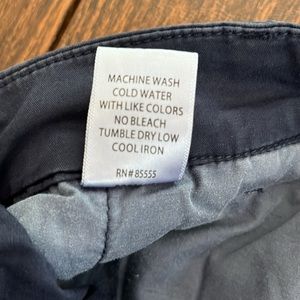 MACHINE WASH
COLD WATER
WITH LIKE COLORS
NO BLEACH
TUMBLE DRY LOW
COOL IRON
RN# 85555